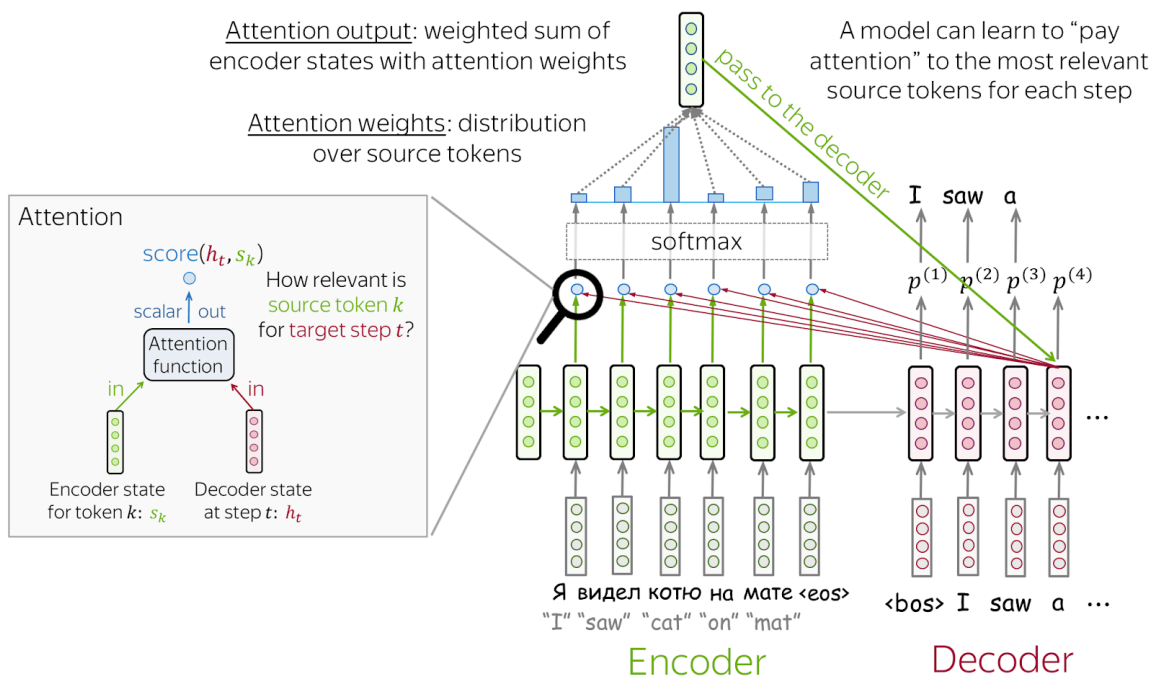 Attention output: weighted sum of
encoder states with attention weights
A model can learn to “pay
attention” to the most relevant
source tokens for each step
pass to the decoder
Attention weights: distribution
over source tokens
Attention
score(h_t, s_k)
How relevant is
source token k
for target step t?
scalar out
Attention
function
in in
Encoder state
for token k: s_k
Decoder state
at step t: h_t
softmax
I saw a
p^(1) p^(2) p^(3) p^(4)
...
Я видел котю на мате <eos>
“I” “saw” “cat” “on” “mat”
<bos> I saw a ...
Encoder
Decoder